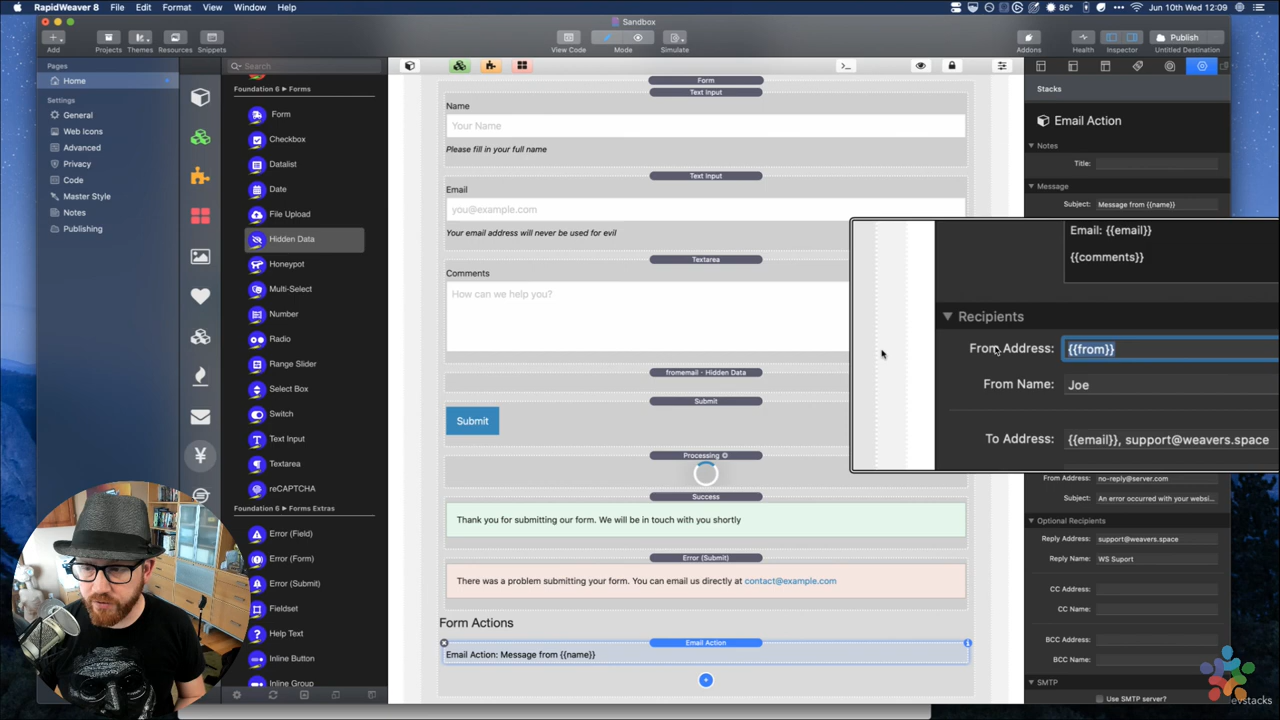 RapidWeaver 8 File Edit Format View Window Help
86° Jun 10th Wed 12:09
Sandbox
Add Projects Themes Resources Snippets
View Code Mode Simulate
Addons Health Inspector Publish
Untitled Destination
Pages
Home
Settings
General
Web Icons
Advanced
Privacy
Code
Master Style
Notes
Publishing
Search
Foundation 6 ▸ Forms
Form
Checkbox
Datalist
Date
File Upload
Hidden Data
Honeypot
Multi-Select
Number
Radio
Range Slider
Select Box
Switch
Text Input
Textarea
reCAPTCHA
Foundation 6 ▸ Forms Extras
Error (Field)
Error (Form)
Error (Submit)
Fieldset
Help Text
Inline Button
Inline Group
Form
Text Input
Name
Your Name
Please fill in your full name
Text Input
Email
you@example.com
Your email address will never be used for evil
Textarea
Comments
How can we help you?
fromemail - Hidden Data
Submit
Submit
Processing
Success
Thank you for submitting our form. We will be in touch with you shortly
Error (Submit)
There was a problem submitting your form. You can email us directly at contact@example.com
Form Actions
Email Action
Email Action: Message from {{name}}
Stacks
Email Action
Notes
Title:
Message
Subject: Message from {{name}}
Email: {{email}}
{{comments}}
Recipients
From Address: {{from}}
From Name: Joe
To Address: {{email}}, support@weavers.space
From Address: no-reply@server.com
Subject: An error occurred with your websi...
Optional Recipients
Reply Address: support@weavers.space
Reply Name: WS Suport
CC Address:
CC Name:
BCC Address:
BCC Name:
SMTP
Use SMTP server?